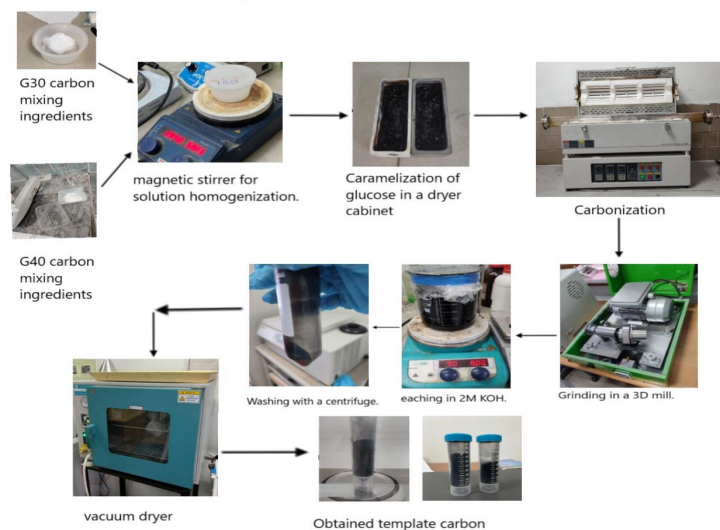 G30 carbon
mixing
ingredients
magnetic stirrer for
solution homogenization.
Caramelization of
glucose in a dryer
cabinet
Carbonization
G40 carbon
mixing
ingredients
Washing with a centrifuge.
eaching in 2M KOH.
Grinding in a 3D mill.
vacuum dryer
Obtained template carbon